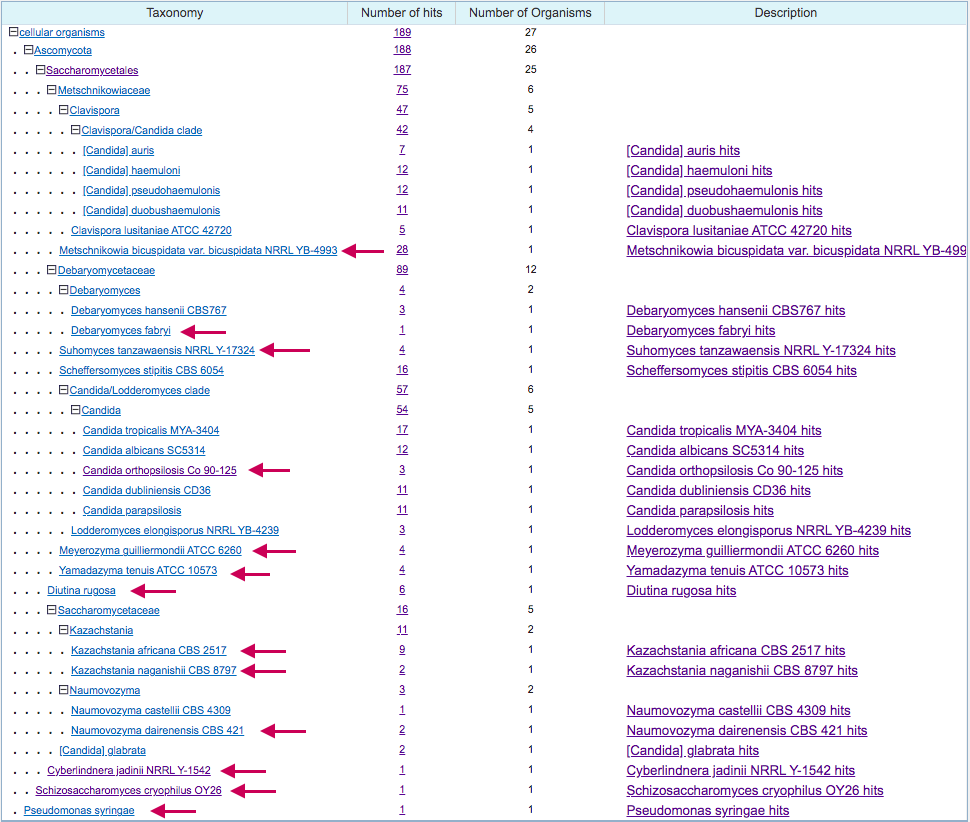 Taxonomy Number of hits Number of Organisms Description
cellular organisms 189 27
. Ascomycota 188 26
. . Saccharomycetales 187 25
. . . Metschnikowiaceae 75 6
. . . . Clavispora 47 5
. . . . . Clavispora/Candida clade 42 4
. . . . . . [Candida] auris 7 1 [Candida] auris hits
. . . . . . [Candida] haemuloni 12 1 [Candida] haemuloni hits
. . . . . . [Candida] pseudohaemulonis 12 1 [Candida] pseudohaemulonis hits
. . . . . . [Candida] duobushaemulonis 11 1 [Candida] duobushaemulonis hits
. . . . . Clavispora lusitaniae ATCC 42720 5 1 Clavispora lusitaniae ATCC 42720 hits
. . . . Metschnikowia bicuspidata var. bicuspidata NRRL YB-4993 28 1 Metschnikowia bicuspidata var. bicuspidata NRRL YB-499
. . . Debaryomycetaceae 89 12
. . . . Debaryomyces 4 2
. . . . . Debaryomyces hansenii CBS767 3 1 Debaryomyces hansenii CBS767 hits
. . . . . Debaryomyces fabryi 1 1 Debaryomyces fabryi hits
. . . . Suhomyces tanzawaensis NRRL Y-17324 4 1 Suhomyces tanzawaensis NRRL Y-17324 hits
. . . . Scheffersomyces stipitis CBS 6054 16 1 Scheffersomyces stipitis CBS 6054 hits
. . . . Candida/Lodderomyces clade 57 6
. . . . . Candida 54 5
. . . . . . Candida tropicalis MYA-3404 17 1 Candida tropicalis MYA-3404 hits
. . . . . . Candida albicans SC5314 12 1 Candida albicans SC5314 hits
. . . . . . Candida orthopsilosis Co 90-125 3 1 Candida orthopsilosis Co 90-125 hits
. . . . . . Candida dubliniensis CD36 11 1 Candida dubliniensis CD36 hits
. . . . . . Candida parapsilosis 11 1 Candida parapsilosis hits
. . . . . Lodderomyces elongisporus NRRL YB-4239 3 1 Lodderomyces elongisporus NRRL YB-4239 hits
. . . . Meyerozyma guilliermondii ATCC 6260 4 1 Meyerozyma guilliermondii ATCC 6260 hits
. . . . Yamadazyma tenuis ATCC 10573 4 1 Yamadazyma tenuis ATCC 10573 hits
. . . Diutina rugosa 6 1 Diutina rugosa hits
. . . Saccharomycetaceae 16 5
. . . . Kazachstania 11 2
. . . . . Kazachstania africana CBS 2517 9 1 Kazachstania africana CBS 2517 hits
. . . . . Kazachstania naganishii CBS 8797 2 1 Kazachstania naganishii CBS 8797 hits
. . . . Naumovozyma 3 2
. . . . . Naumovozyma castellii CBS 4309 1 1 Naumovozyma castellii CBS 4309 hits
. . . . . Naumovozyma dairenensis CBS 421 2 1 Naumovozyma dairenensis CBS 421 hits
. . . . [Candida] glabrata 2 1 [Candida] glabrata hits
. . . Cyberlindnera jadinii NRRL Y-1542 1 1 Cyberlindnera jadinii NRRL Y-1542 hits
. . Schizosaccharomyces cryophilus OY26 1 1 Schizosaccharomyces cryophilus OY26 hits
. Pseudomonas syringae 1 1 Pseudomonas syringae hits